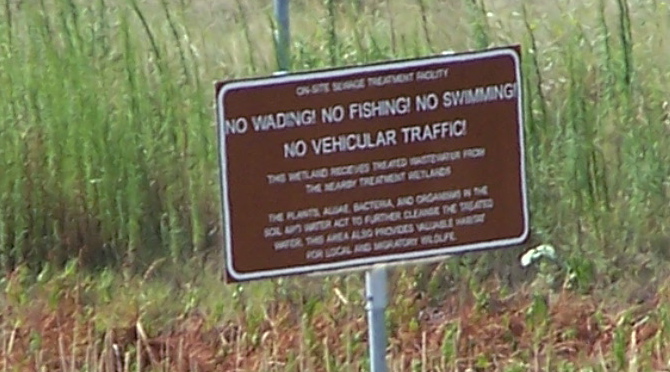 ON-SITE SEWAGE TREATMENT FACILITY
NO WADING! NO FISHING! NO SWIMMING!
NO VEHICULAR TRAFFIC!
THIS WETLAND RECIEVES TREATED WASTEWATER FROM
THE NEARBY TREATMENT WETLANDS
THE PLANTS, ALGAE, BACTERIA, AND ORGANISMS IN THE
SOIL AND WATER ACT TO FURTHER CLEANSE THE TREATED
WATER. THIS AREA ALSO PROVIDES VALUABLE HABITAT
FOR LOCAL AND MIGRATORY WILDLIFE.